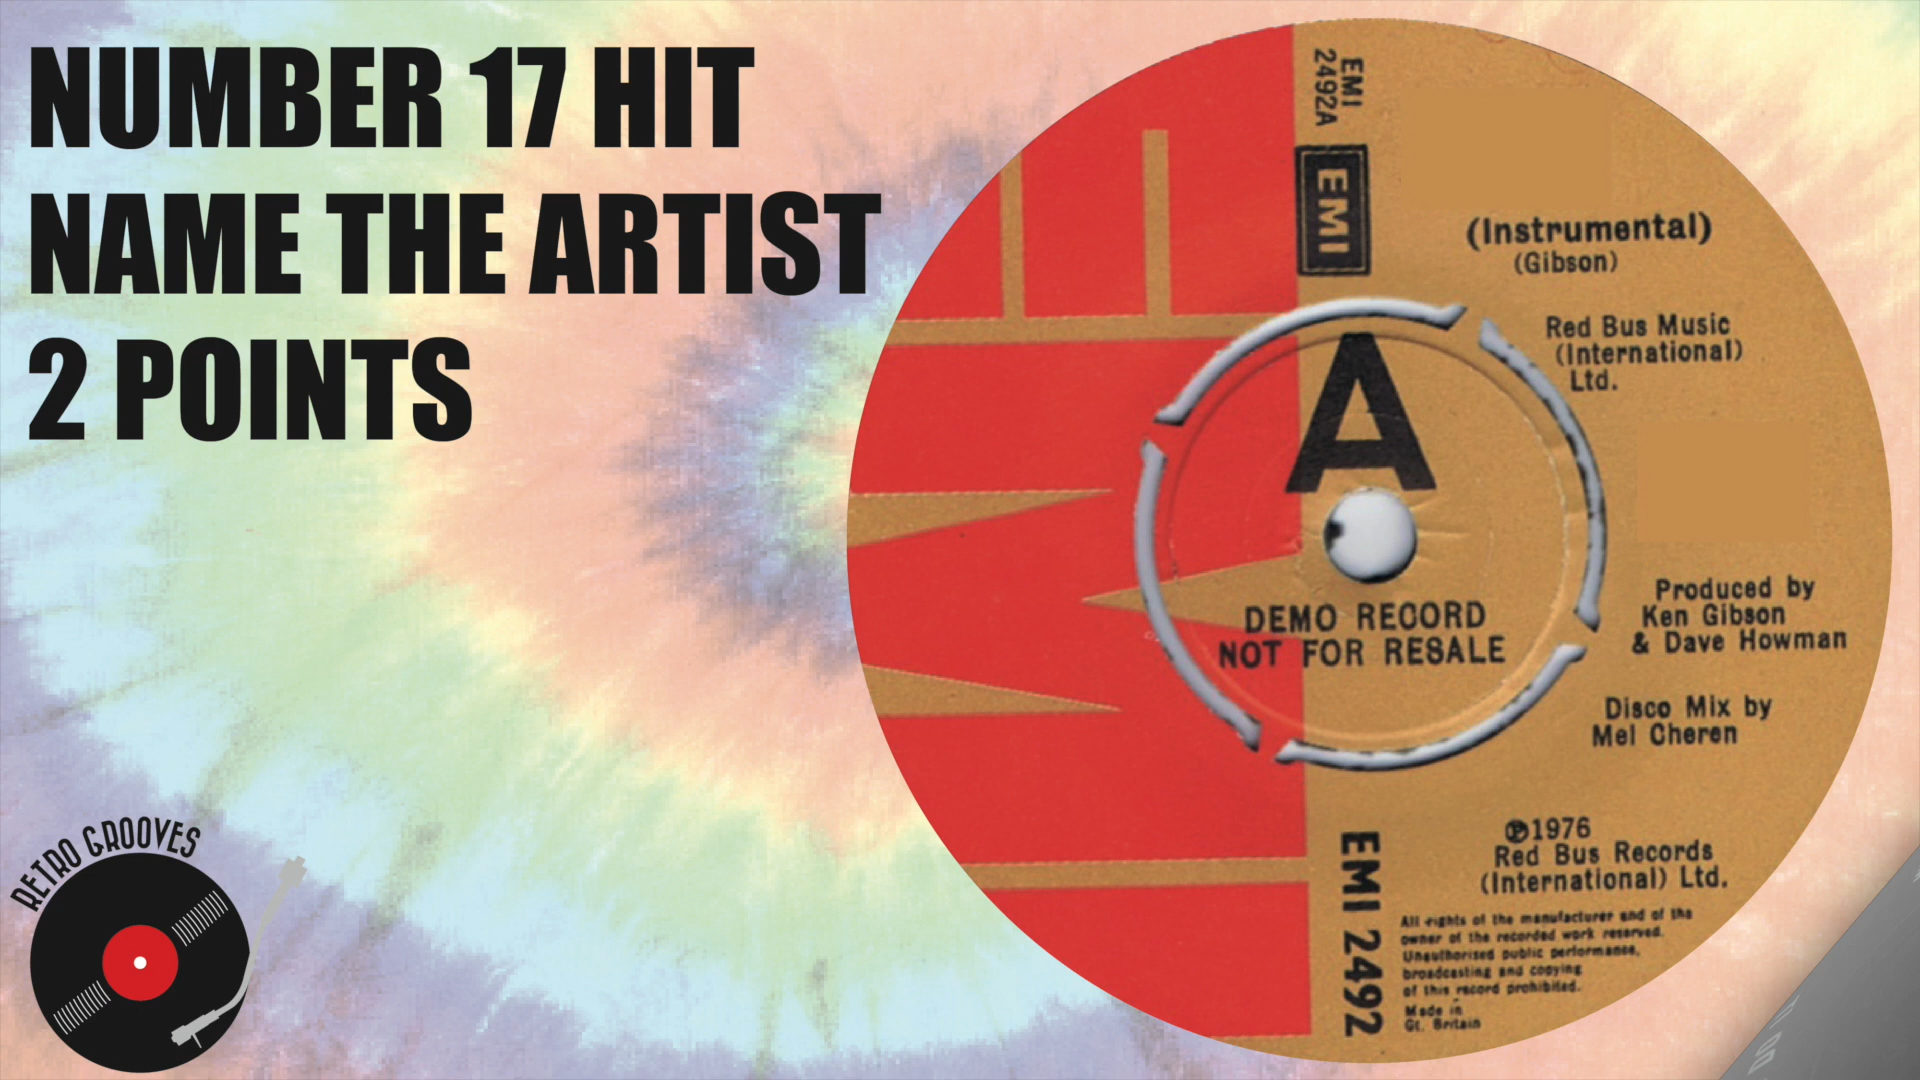 NUMBER 17 HIT
NAME THE ARTIST
2 POINTS
RETRO GROOVES
EMI
2492A
EMI
(Instrumental)
(Gibson)
Red Bus Music
(International)
Ltd.
A
DEMO RECORD
NOT FOR RESALE
Produced by
Ken Gibson
& Dave Howman
Disco Mix by
Mel Cheren
Ⓟ1976
Red Bus Records
(International) Ltd.
EMI 2492
All rights of the manufacturer and of the
owner of the recorded work reserved.
Unauthorised public performance,
broadcasting and copying
of this record prohibited.
Made in
Gt. Britain